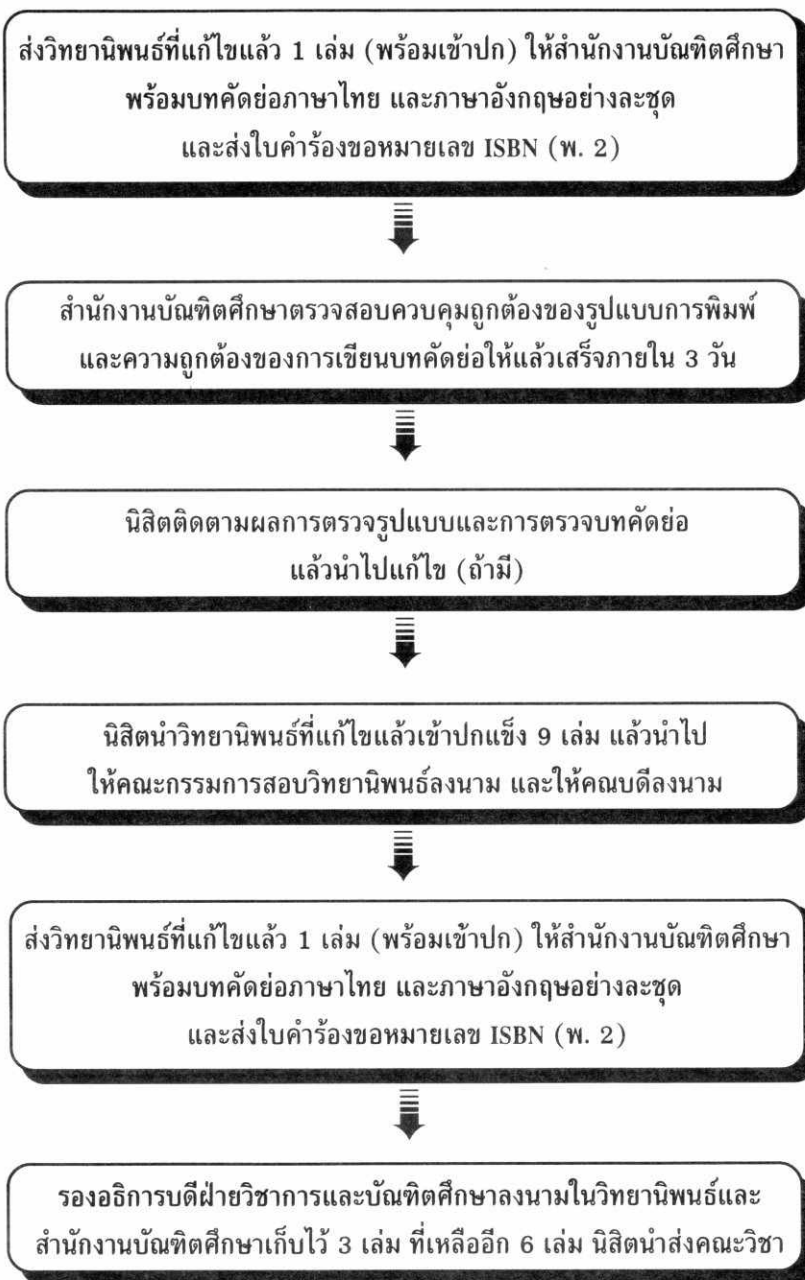 ส่งวิทยานิพนธ์ที่แก้ไขแล้ว 1 เล่ม (พร้อมเข้าปก) ให้สำนักงานบัณฑิตศึกษา
พร้อมบทคัดย่อภาษาไทย และภาษาอังกฤษอย่างละชุด
และส่งใบคำร้องขอหมายเลข ISBN (พ. 2)
สำนักงานบัณฑิตศึกษาตรวจสอบควบคุมถูกต้องของรูปแบบการพิมพ์
และความถูกต้องของการเขียนบทคัดย่อให้แล้วเสร็จภายใน 3 วัน
นิสิตติดตามผลการตรวจรูปแบบและการตรวจบทคัดย่อ
แล้วนำไปแก้ไข (ถ้ามี)
นิสิตนำวิทยานิพนธ์ที่แก้ไขแล้วเข้าปกแข็ง 9 เล่ม แล้วนำไป
ให้คณะกรรมการสอบวิทยานิพนธ์ลงนาม และให้คณบดีลงนาม
ส่งวิทยานิพนธ์ที่แก้ไขแล้ว 1 เล่ม (พร้อมเข้าปก) ให้สำนักงานบัณฑิตศึกษา
พร้อมบทคัดย่อภาษาไทย และภาษาอังกฤษอย่างละชุด
และส่งใบคำร้องขอหมายเลข ISBN (พ. 2)
รองอธิการบดีฝ่ายวิชาการและบัณฑิตศึกษาลงนามในวิทยานิพนธ์และ
สำนักงานบัณฑิตศึกษาเก็บไว้ 3 เล่ม ที่เหลืออีก 6 เล่ม นิสิตนำส่งคณะวิชา